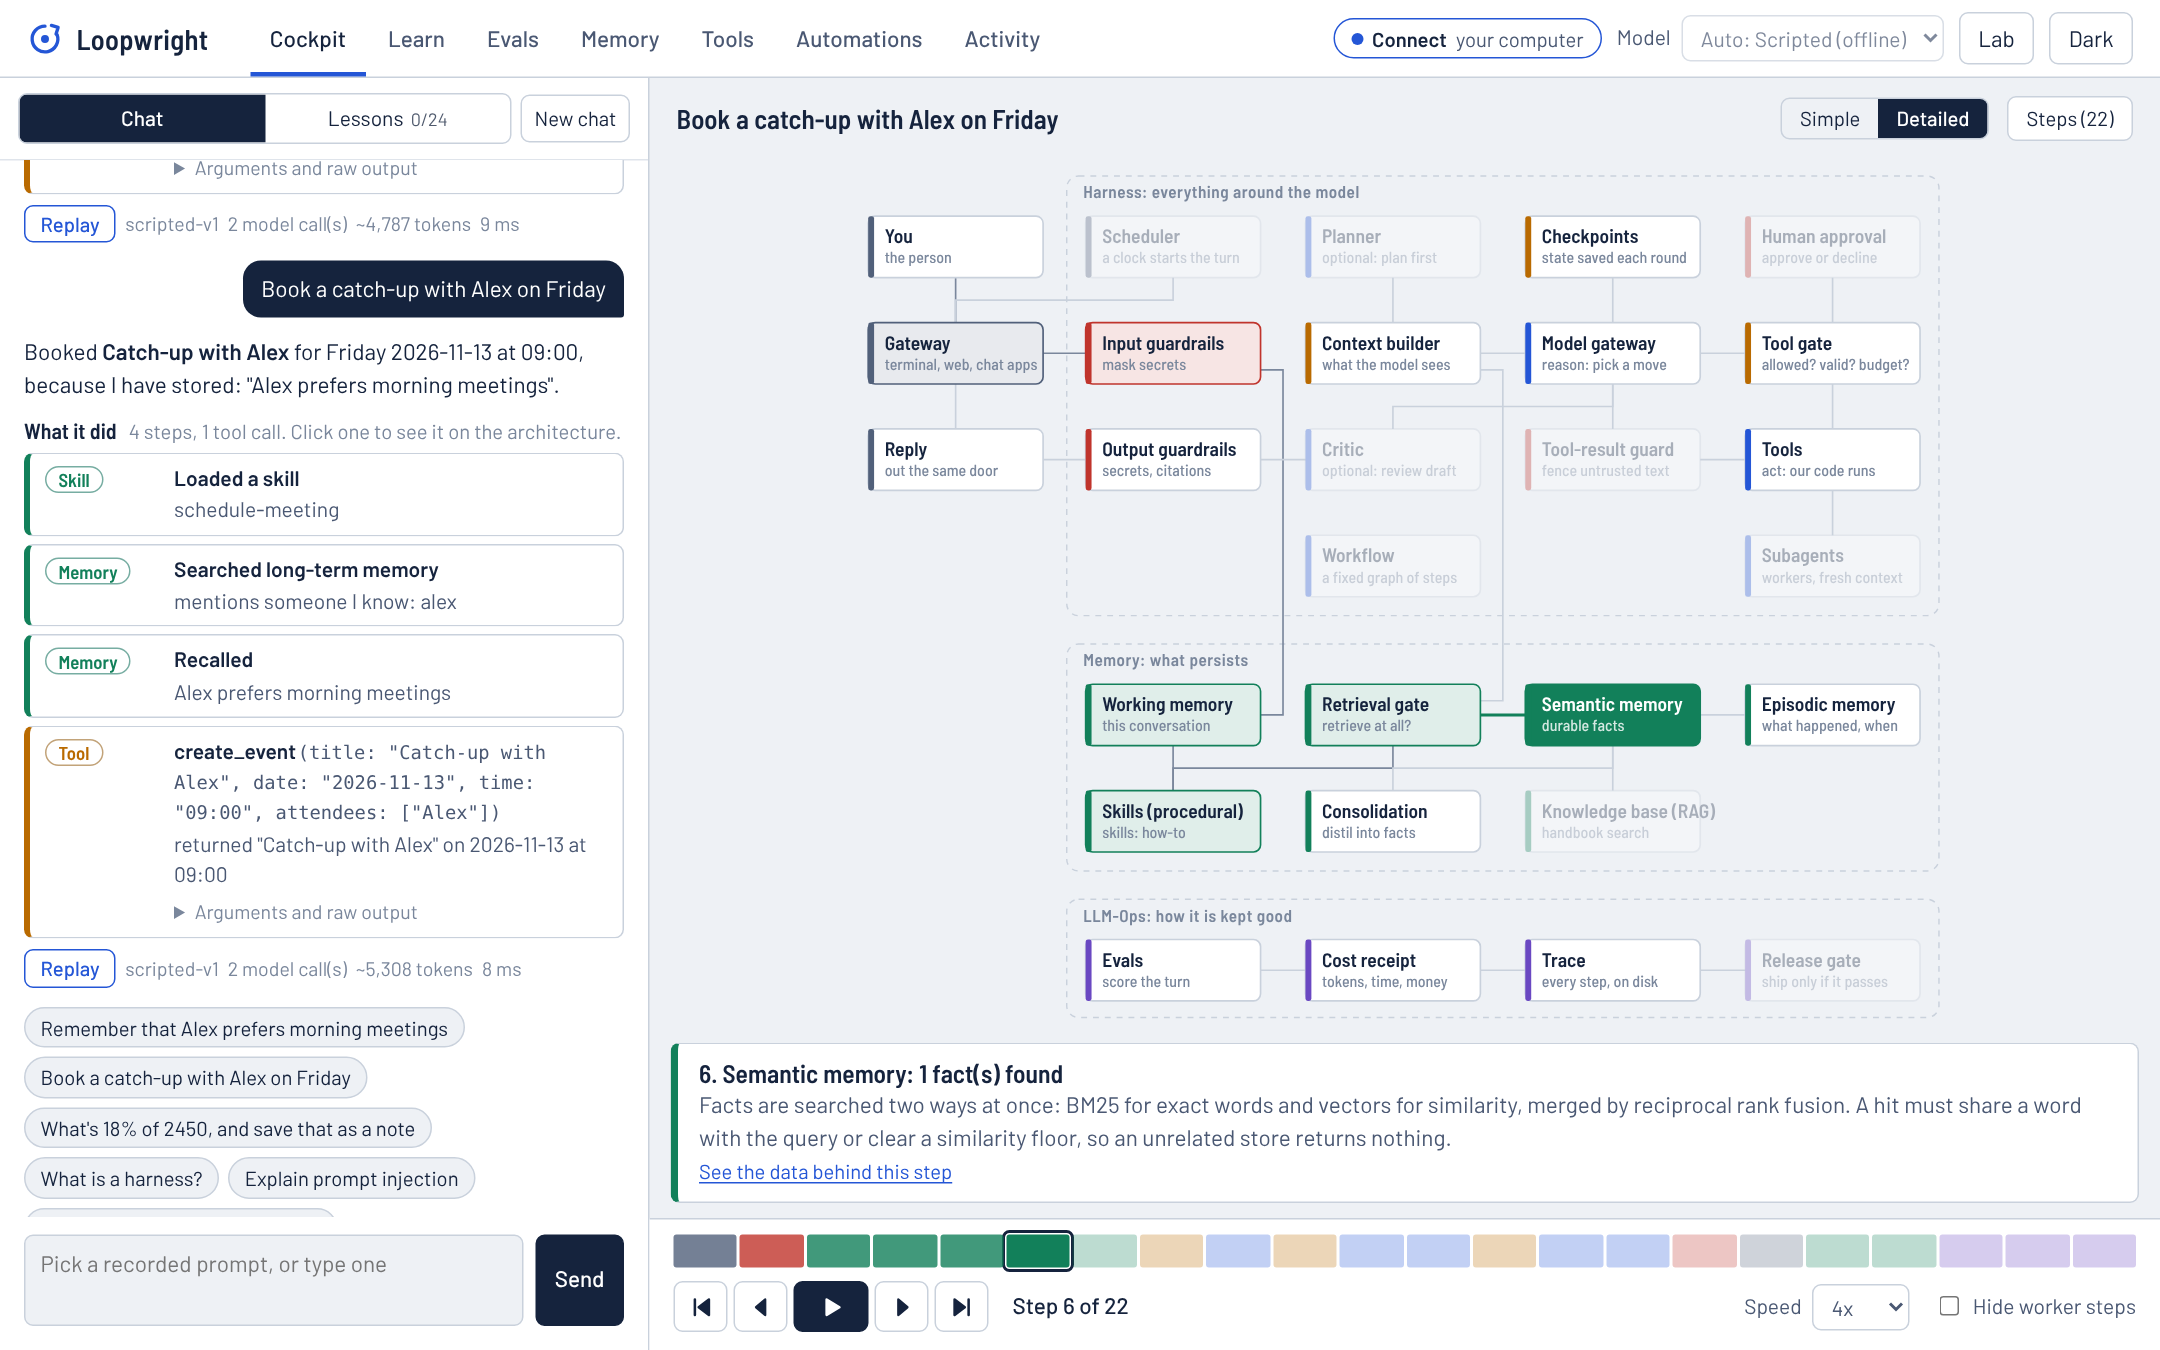 Loopwright
Cockpit
Learn
Evals
Memory
Tools
Automations
Activity
Connect your computer
Model
Auto: Scripted (offline)
Lab
Dark
Chat
Lessons 0/24
New chat
▶ Arguments and raw output
Replay
scripted-v1 2 model call(s) ~4,787 tokens 9 ms
Book a catch-up with Alex on Friday
Booked Catch-up with Alex for Friday 2026-11-13 at 09:00,
because I have stored: "Alex prefers morning meetings".
What it did 4 steps, 1 tool call. Click one to see it on the architecture.
Skill
Loaded a skill
schedule-meeting
Memory
Searched long-term memory
mentions someone I know: alex
Memory
Recalled
Alex prefers morning meetings
Tool
create_event(title: "Catch-up with
Alex", date: "2026-11-13", time:
"09:00", attendees: ["Alex"])
returned "Catch-up with Alex" on 2026-11-13 at
09:00
▶ Arguments and raw output
Replay
scripted-v1 2 model call(s) ~5,308 tokens 8 ms
Remember that Alex prefers morning meetings
Book a catch-up with Alex on Friday
What's 18% of 2450, and save that as a note
What is a harness?
Explain prompt injection
Pick a recorded prompt, or type one
Send
Book a catch-up with Alex on Friday
Simple
Detailed
Steps (22)
Harness: everything around the model
You
the person
Scheduler
a clock starts the turn
Planner
optional: plan first
Checkpoints
state saved each round
Human approval
approve or decline
Gateway
terminal, web, chat apps
Input guardrails
mask secrets
Context builder
what the model sees
Model gateway
reason: pick a move
Tool gate
allowed? valid? budget?
Reply
out the same door
Output guardrails
secrets, citations
Critic
optional: review draft
Tool-result guard
fence untrusted text
Tools
act: our code runs
Workflow
a fixed graph of steps
Subagents
workers, fresh context
Memory: what persists
Working memory
this conversation
Retrieval gate
retrieve at all?
Semantic memory
durable facts
Episodic memory
what happened, when
Skills (procedural)
skills: how-to
Consolidation
distil into facts
Knowledge base (RAG)
handbook search
LLM-Ops: how it is kept good
Evals
score the turn
Cost receipt
tokens, time, money
Trace
every step, on disk
Release gate
ship only if it passes
6. Semantic memory: 1 fact(s) found
Facts are searched two ways at once: BM25 for exact words and vectors for similarity, merged by reciprocal rank fusion. A hit must share a word
with the query or clear a similarity floor, so an unrelated store returns nothing.
See the data behind this step
Step 6 of 22
Speed
4x
Hide worker steps